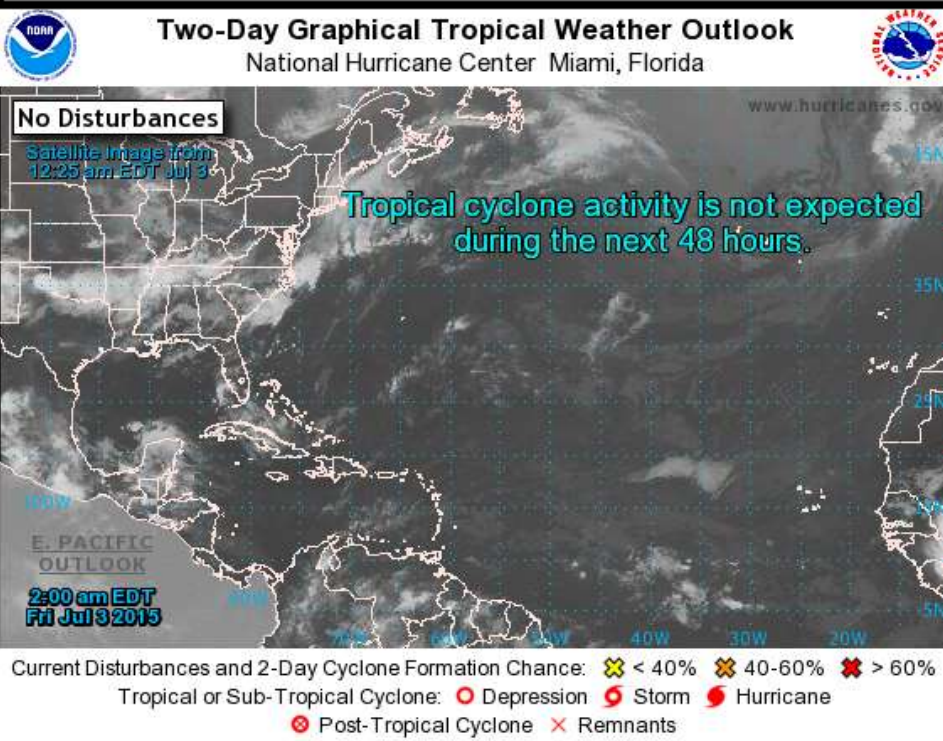 Two-Day Graphical Tropical Weather Outlook
National Hurricane Center Miami, Florida
NOAA
No Disturbances
www.hurricanes.gov
Satellite Image from
12:25 am EDT Jul 3
45N
Tropical cyclone activity is not expected
during the next 48 hours.
35N
25N
100W
15N
E. PACIFIC
OUTLOOK
2:00 am EDT
Fri Jul 3 2015
80W
5N
70W 60W 50W 40W 30W 20W
Current Disturbances and 2-Day Cyclone Formation Chance: < 40% 40-60% > 60%
Tropical or Sub-Tropical Cyclone: Depression Storm Hurricane
Post-Tropical Cyclone Remnants